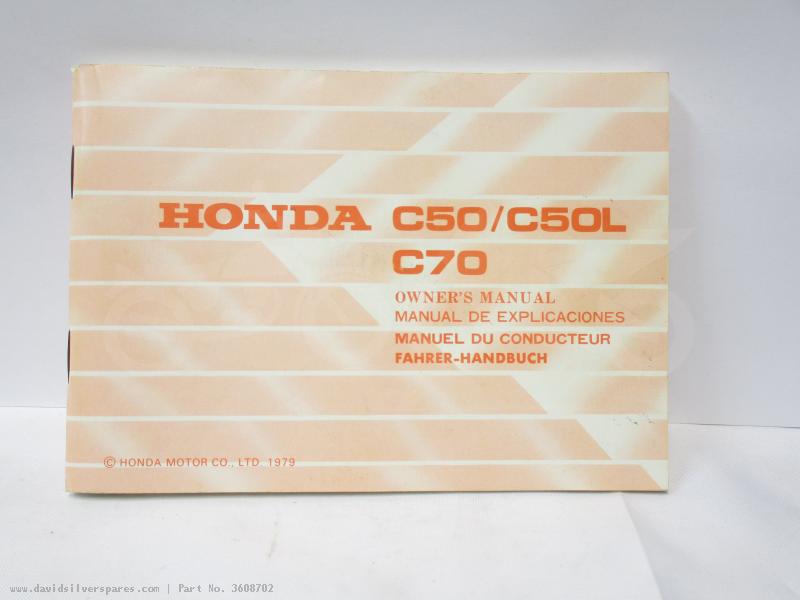 HONDA C50/C50L
C70
OWNER'S MANUAL
MANUAL DE EXPLICACIONES
MANUEL DU CONDUCTEUR
FAHRER-HANDBUCH
© HONDA MOTOR CO., LTD. 1979
www.davidsilverspares.com | Part No. 3608702